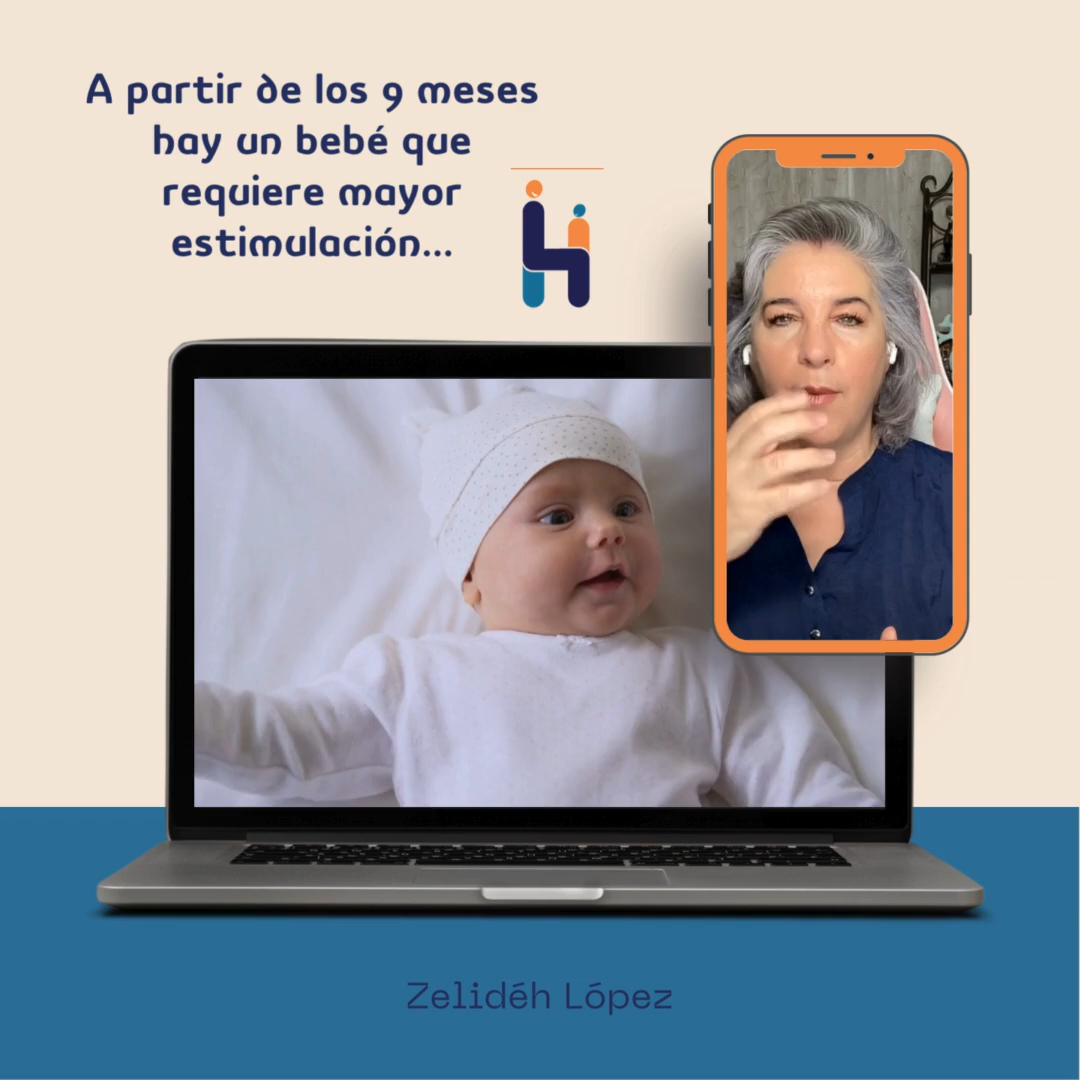 A partir de los 9 meses
hay un bebé que
requiere mayor
estimulación...
Zelidéh López